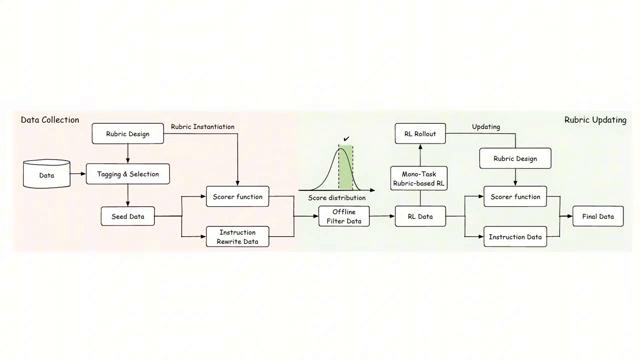 Data Collection
Rubric Design
Rubric Instantiation
Data
Tagging & Selection
Seed Data
Scorer function
Instruction
Rewrite Data
✓
Score distribution
Offline
Filter Data
Rubric Updating
RL Rollout
Updating
Mono-Task
Rubric-based RL
RL Data
Rubric Design
Scorer function
Instruction Data
Final Data